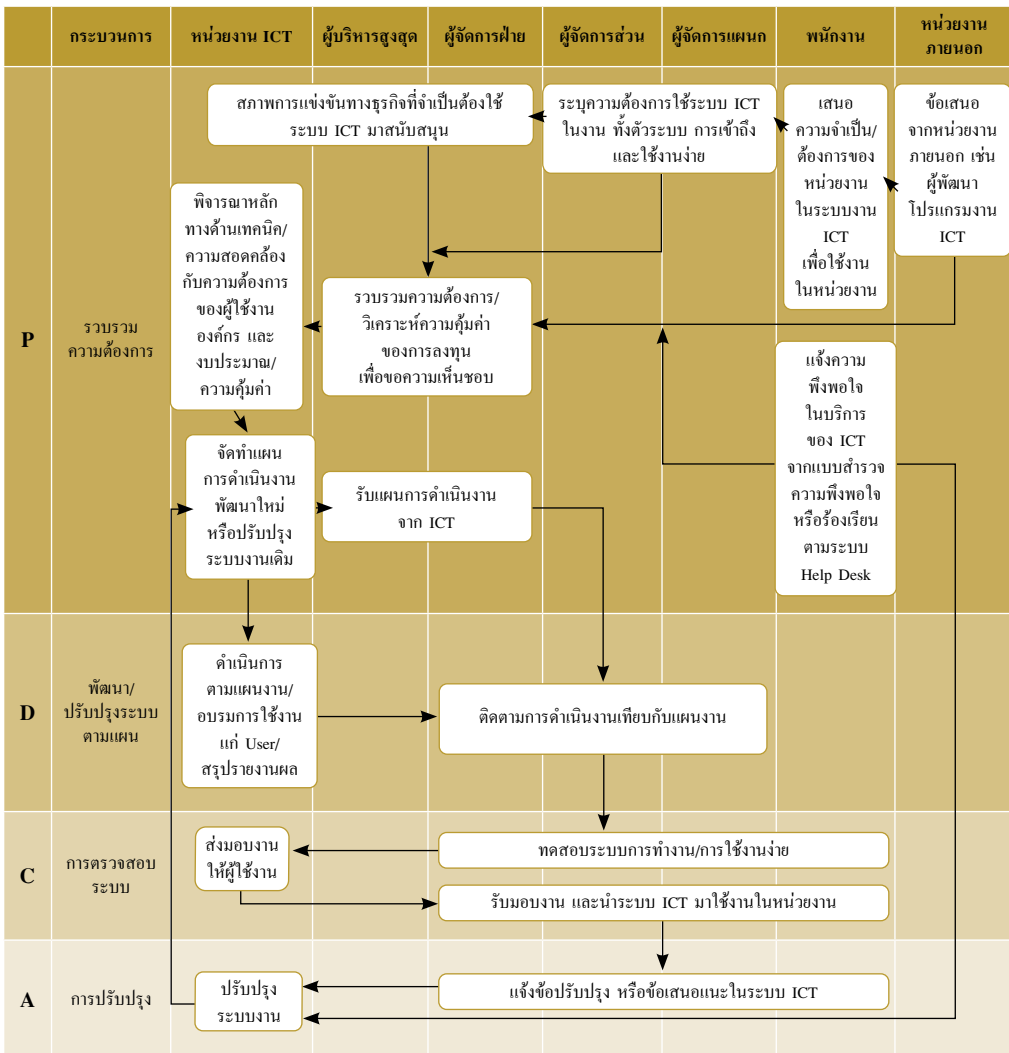 กระบวนการ
หน่วยงาน ICT
ผู้บริหารสูงสุด
ผู้จัดการฝ่าย
ผู้จัดการส่วน
ผู้จัดการแผนก
พนักงาน
หน่วยงาน
ภายนอก
P
รวบรวม
ความต้องการ
สภาพการแข่งขันทางธุรกิจที่จำเป็นต้องใช้
ระบบ ICT มาสนับสนุน
ระบุความต้องการใช้ระบบ ICT
ในงาน ทั้งตัวระบบ การเข้าถึง
และใช้งานง่าย
เสนอ
ความจำเป็น/
ต้องการของ
หน่วยงาน
ในระบบงาน
ICT
เพื่อใช้งาน
ในหน่วยงาน
ข้อเสนอ
จากหน่วยงาน
ภายนอก เช่น
ผู้พัฒนา
โปรแกรมงาน
ICT
พิจารณาหลัก
ทางด้านเทคนิค/
ความสอดคล้อง
กับความต้องการ
ของผู้ใช้งาน
องค์กร และ
งบประมาณ/
ความคุ้มค่า
รวบรวมความต้องการ/
วิเคราะห์ความคุ้มค่า
ของการลงทุน
เพื่อขอความเห็นชอบ
แจ้งความ
พึงพอใจ
ในบริการ
ของ ICT
จากแบบสำรวจ
ความพึงพอใจ
หรือร้องเรียน
ตามระบบ
Help Desk
จัดทำแผน
การดำเนินงาน
พัฒนาใหม่
หรือปรับปรุง
ระบบงานเดิม
รับแผนการดำเนินงาน
จาก ICT
D
พัฒนา/
ปรับปรุงระบบ
ตามแผน
ดำเนินการ
ตามแผนงาน/
อบรมการใช้งาน
แก่ User/
สรุปรายงานผล
ติดตามการดำเนินงานเทียบกับแผนงาน
C
การตรวจสอบ
ระบบ
ส่งมอบงาน
ให้ผู้ใช้งาน
ทดสอบระบบการทำงาน/การใช้งานง่าย
รับมอบงาน และนำระบบ ICT มาใช้งานในหน่วยงาน
A
การปรับปรุง
ปรับปรุง
ระบบงาน
แจ้งข้อปรับปรุง หรือข้อเสนอแนะในระบบ ICT